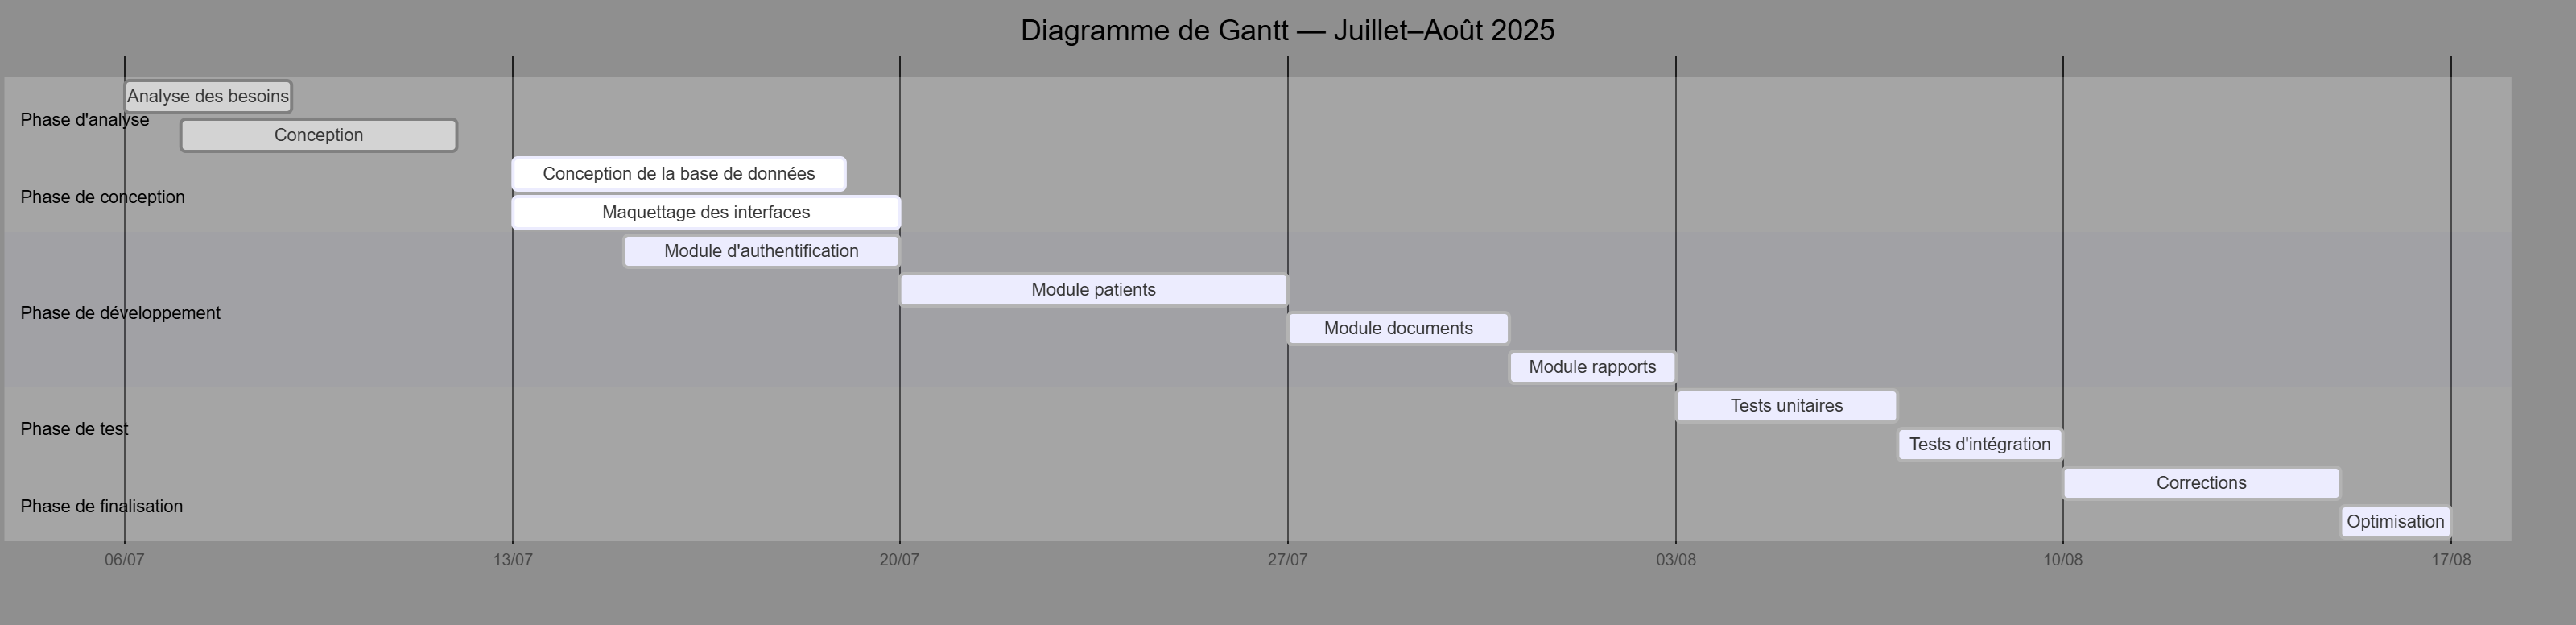 Diagramme de Gantt — Juillet–Août 2025
Analyse des besoins
Phase d'analyse
Conception
Conception de la base de données
Phase de conception
Maquettage des interfaces
Module d'authentification
Module patients
Phase de développement
Module documents
Module rapports
Tests unitaires
Phase de test
Tests d'intégration
Corrections
Phase de finalisation
Optimisation
06/07 13/07 20/07 27/07 03/08 10/08 17/08